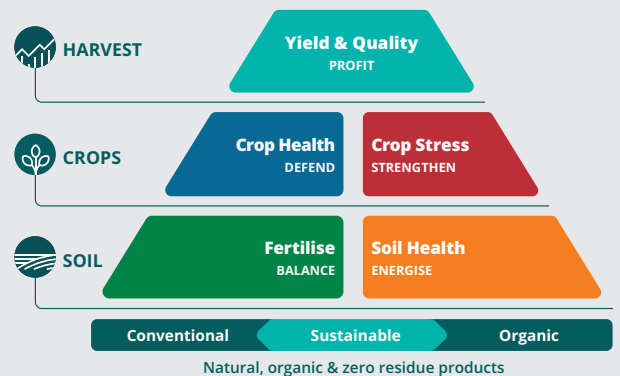 HARVEST
Yield & Quality
PROFIT
CROPS
Crop Health
DEFEND
Crop Stress
STRENGTHEN
SOIL
Fertilise
BALANCE
Soil Health
ENERGISE
Conventional
Sustainable
Organic
Natural, organic & zero residue products